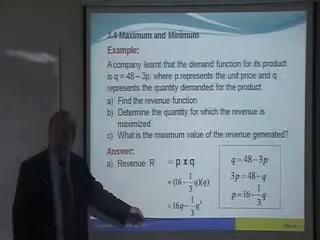 3.4 Maximum and Minimum
Example:
A company learnt that the demand function for its product
is q = 48 – 3p, where p represents the unit price and q
represents the quantity demanded for the product
a) Find the revenue function
b) Determine the quantity for which the revenue is
maximized
c) What is the maximum value of the revenue generated?
Answer:
a) Revenue R = p x q
= (16 - 1/3 q)(q)
= 16q - 1/3 q²
q = 48 - 3p
3p = 48 - q
p = 16 - 1/3 q